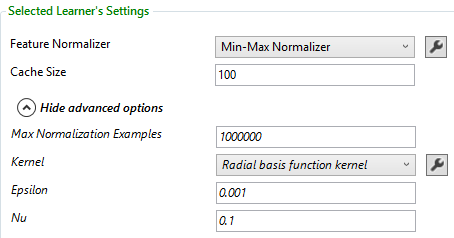 Selected Learner's Settings
Feature Normalizer Min-Max Normalizer
Cache Size 100
Hide advanced options
Max Normalization Examples 1000000
Kernel Radial basis function kernel
Epsilon 0.001
Nu 0.1